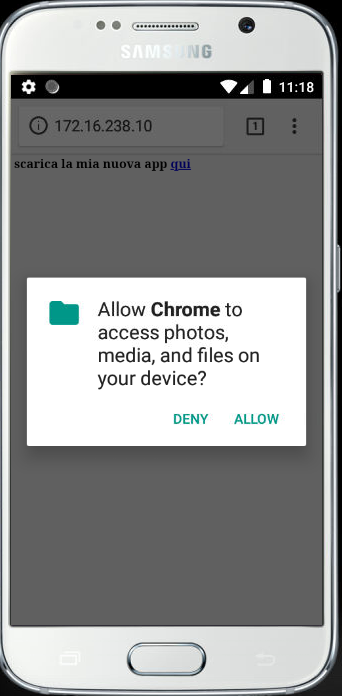 SAMSUNG
11:18
172.16.238.10
1
scarica la mia nuova app qui
Allow Chrome to
access photos,
media, and files on
your device?
DENY ALLOW